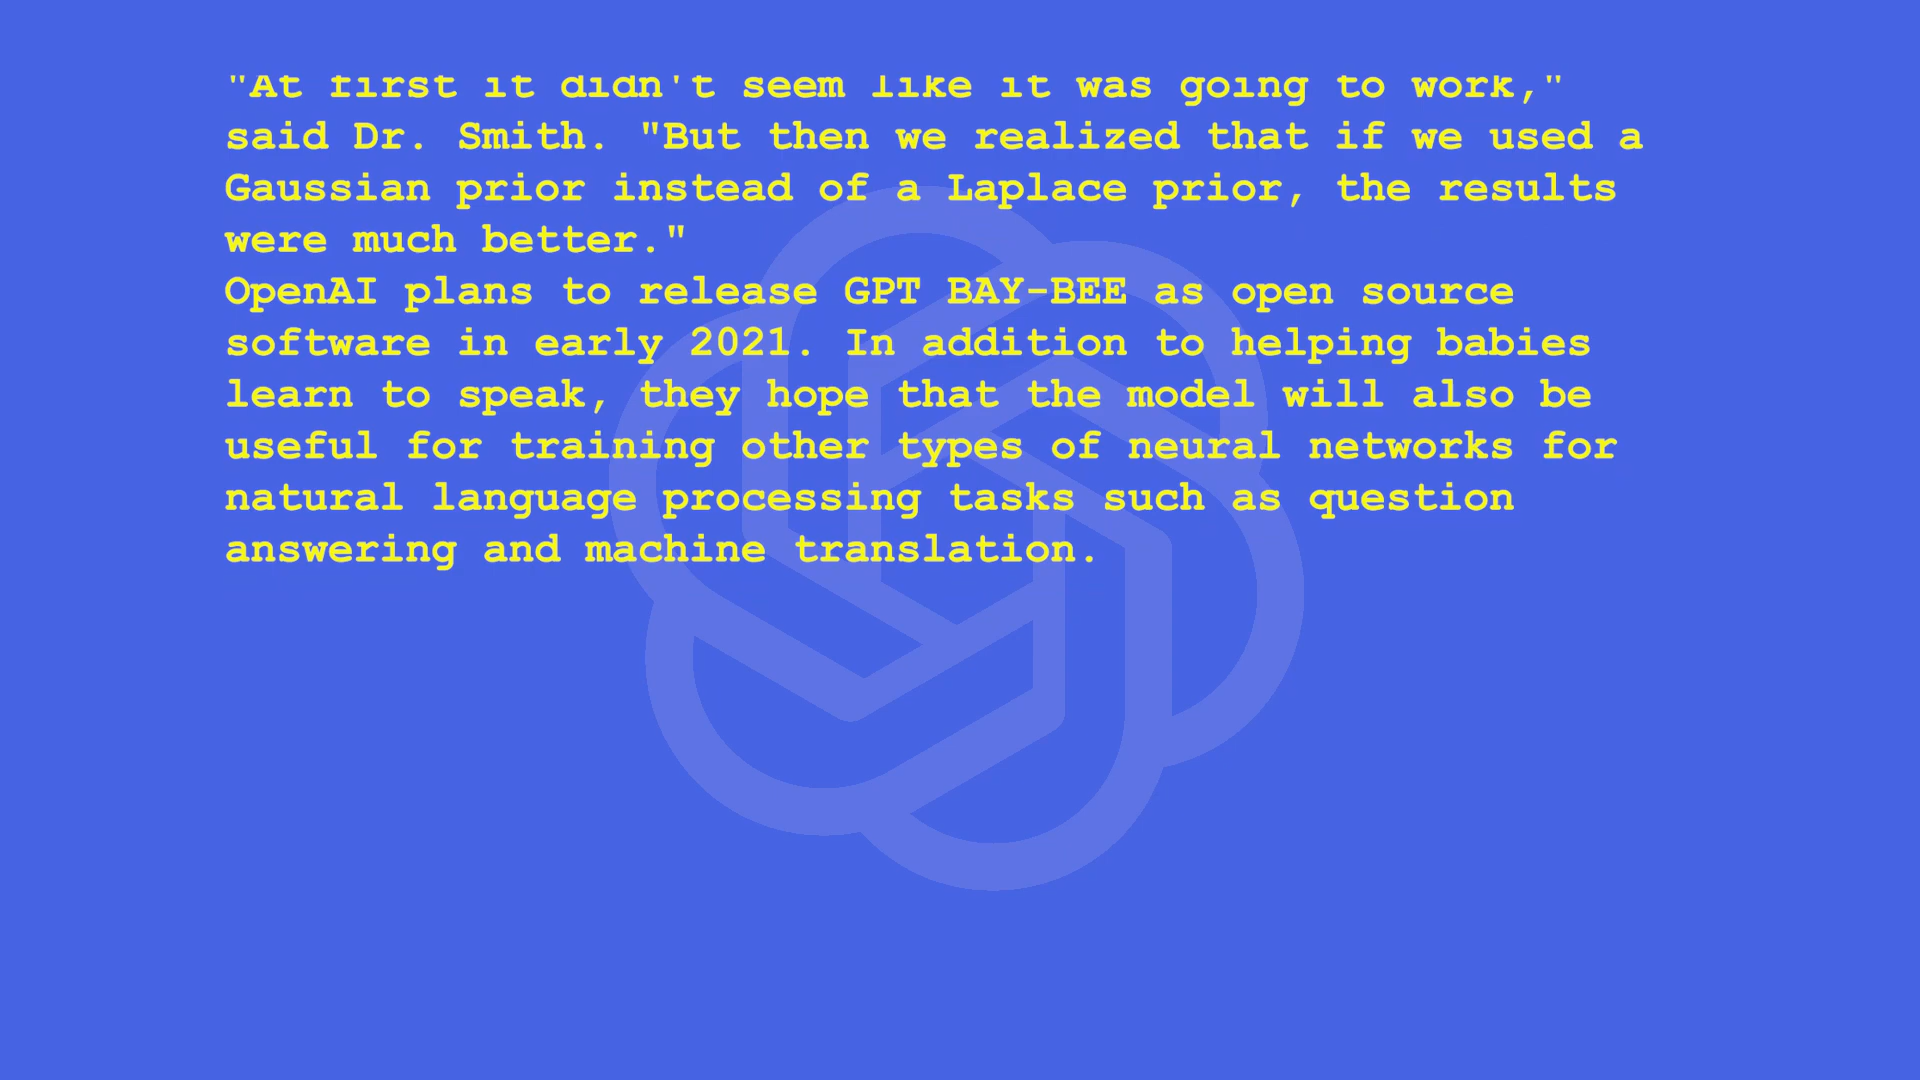 "At first it didn't seem like it was going to work,"
said Dr. Smith. "But then we realized that if we used a
Gaussian prior instead of a Laplace prior, the results
were much better."
OpenAI plans to release GPT BAY-BEE as open source
software in early 2021. In addition to helping babies
learn to speak, they hope that the model will also be
useful for training other types of neural networks for
natural language processing tasks such as question
answering and machine translation.